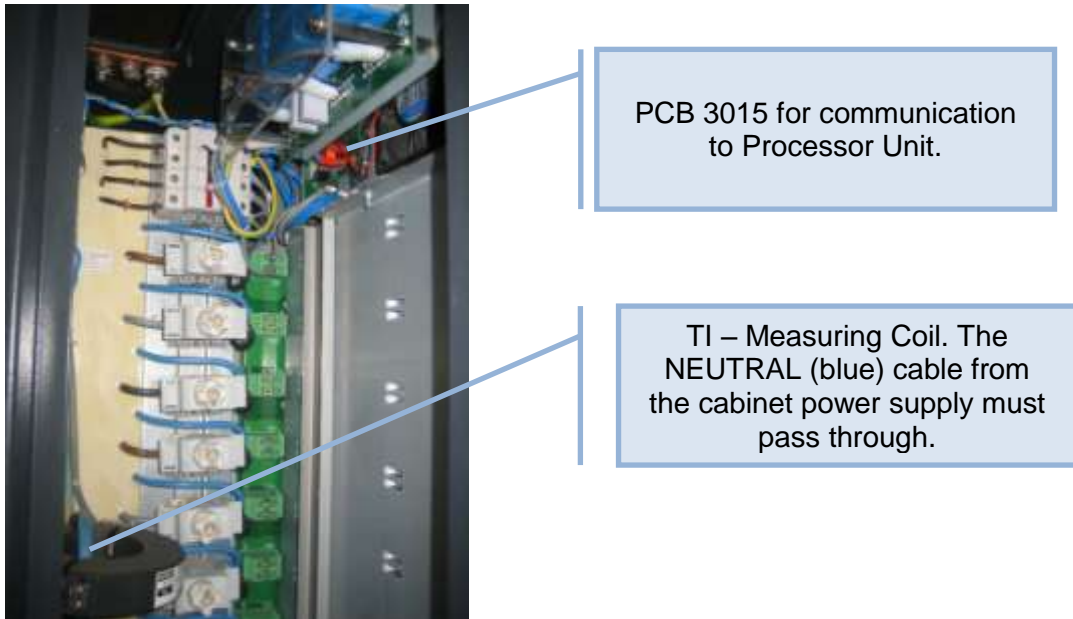 PCB 3015 for communication
to Processor Unit.
TI – Measuring Coil. The
NEUTRAL (blue) cable from
the cabinet power supply must
pass through.